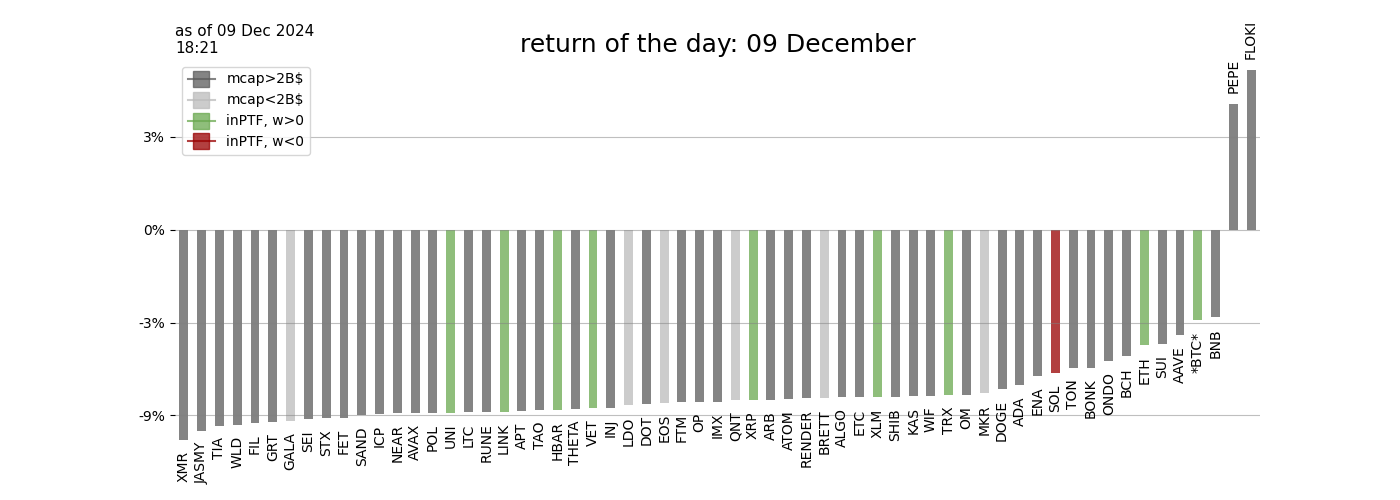 as of 09 Dec 2024
18:21
return of the day: 09 December
mcap>2B$
mcap<2B$
inPTF, w>0
inPTF, w<0
3%
0%
-3%
-9%
XMR
JASMY
TIA
WLD
FIL
GRT
GALA
SEI
STX
FET
SAND
ICP
NEAR
AVAX
POL
UNI
LTC
RUNE
LINK
APT
TAO
HBAR
THETA
VET
INJ
LDO
DOT
EOS
FTM
OP
IMX
QNT
XRP
ARB
ATOM
RENDER
BRETT
ALGO
ETC
XLM
SHIB
KAS
WIF
TRX
OM
MKR
DOGE
ADA
ENA
SOL
TON
BONK
ONDO
BCH
ETH
SUI
AAVE
*BTC*
BNB
PEPE
FLOKI